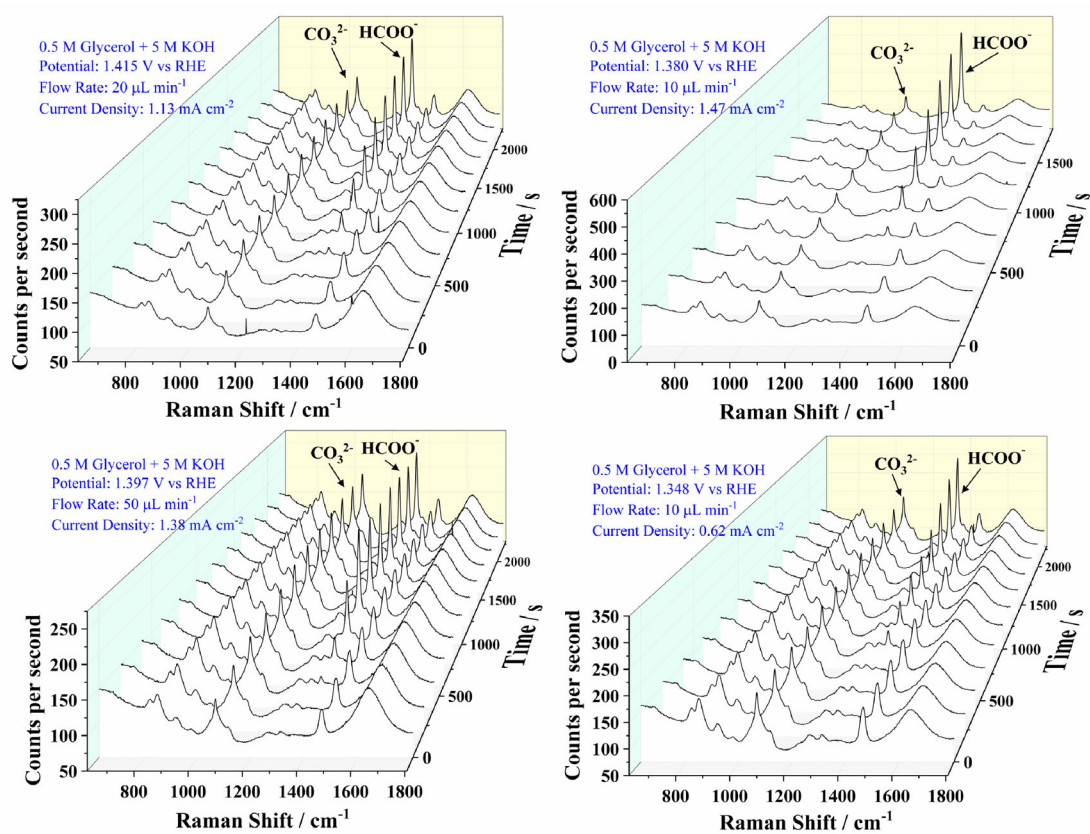 0.5 M Glycerol + 5 M KOH
Potential: 1.415 V vs RHE
Flow Rate: 20 μL min⁻¹
Current Density: 1.13 mA cm⁻²
CO₃²⁻
HCOO⁻
Counts per second
300
250
200
150
100
50
800 1000 1200 1400 1600 1800
Raman Shift / cm⁻¹
0
500
1000
1500
2000
Time / s
0.5 M Glycerol + 5 M KOH
Potential: 1.380 V vs RHE
Flow Rate: 10 μL min⁻¹
Current Density: 1.47 mA cm⁻²
CO₃²⁻
HCOO⁻
Counts per second
600
500
400
300
200
100
0
800 1000 1200 1400 1600 1800
Raman Shift / cm⁻¹
0
500
1000
1500
Time / s
0.5 M Glycerol + 5 M KOH
Potential: 1.397 V vs RHE
Flow Rate: 50 μL min⁻¹
Current Density: 1.38 mA cm⁻²
CO₃²⁻
HCOO⁻
Counts per second
250
200
150
100
50
800 1000 1200 1400 1600 1800
Raman Shift / cm⁻¹
0
500
1000
1500
2000
Time / s
0.5 M Glycerol + 5 M KOH
Potential: 1.348 V vs RHE
Flow Rate: 10 μL min⁻¹
Current Density: 0.62 mA cm⁻²
CO₃²⁻
HCOO⁻
Counts per second
350
300
250
200
150
100
50
800 1000 1200 1400 1600 1800
Raman Shift / cm⁻¹
0
500
1000
1500
2000
Time / s